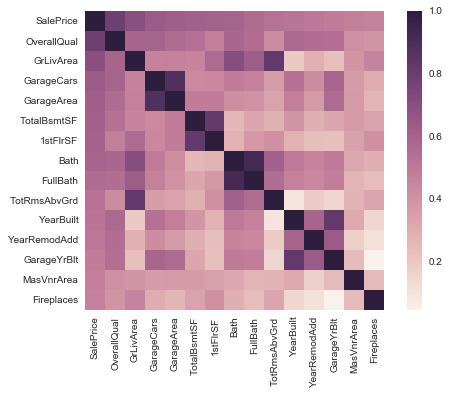 SalePrice
OverallQual
GrLivArea
GarageCars
GarageArea
TotalBsmtSF
1stFlrSF
Bath
FullBath
TotRmsAbvGrd
YearBuilt
YearRemodAdd
GarageYrBlt
MasVnrArea
Fireplaces
SalePrice
OverallQual
GrLivArea
GarageCars
GarageArea
TotalBsmtSF
1stFlrSF
Bath
FullBath
TotRmsAbvGrd
YearBuilt
YearRemodAdd
GarageYrBlt
MasVnrArea
Fireplaces
1.0
0.8
0.6
0.4
0.2